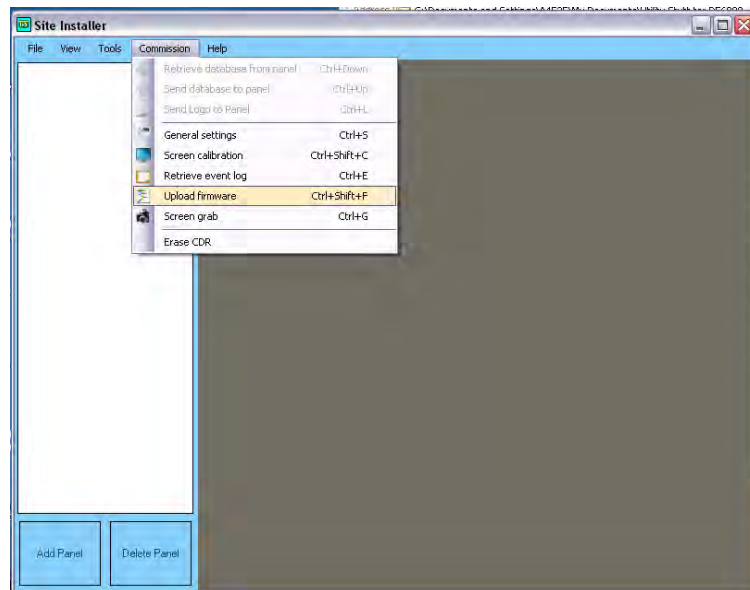 Site Installer
File View Tools Commission Help
Retrieve database from panel Ctrl+Down
Send database to panel Ctrl+Up
Send Logo to Panel Ctrl+L
General settings Ctrl+S
Screen calibration Ctrl+Shift+C
Retrieve event log Ctrl+E
Upload firmware Ctrl+Shift+F
Screen grab Ctrl+G
Erase CDR
Add Panel Delete Panel